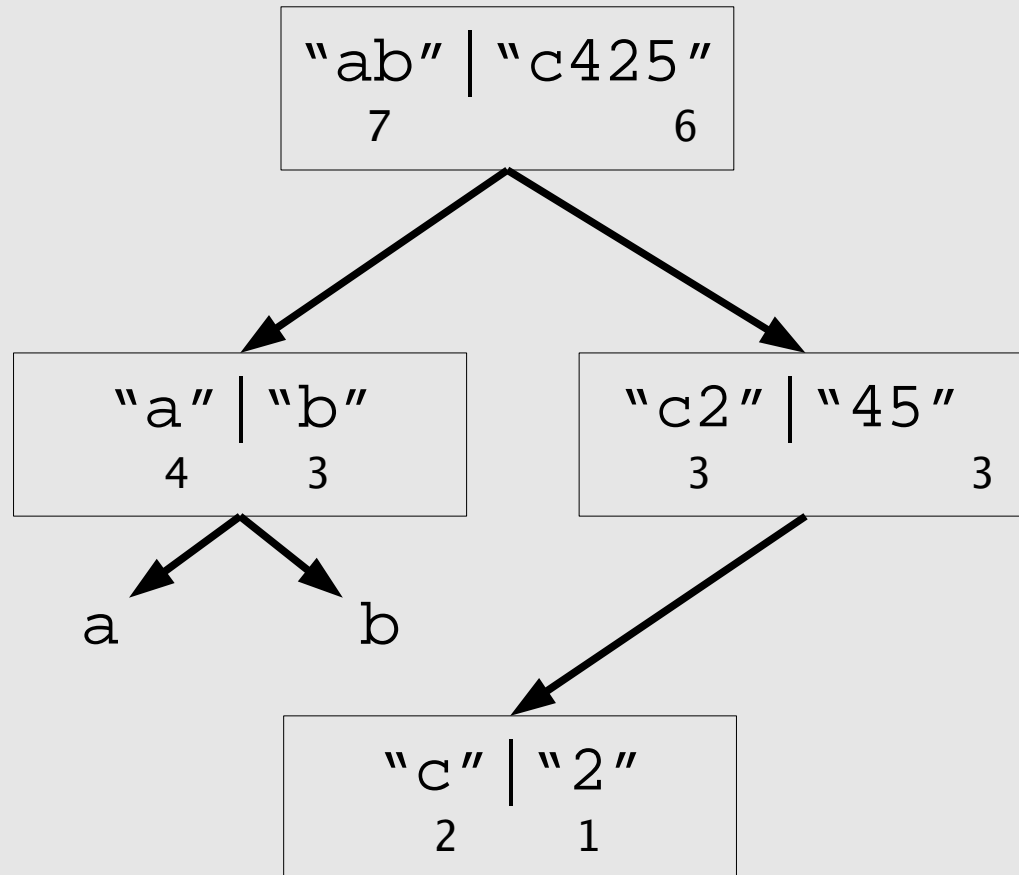 “ab” | “c425”
7 6
“a” | “b”
4 3
“c2” | “45”
3 3
a b
“c” | “2”
2 1